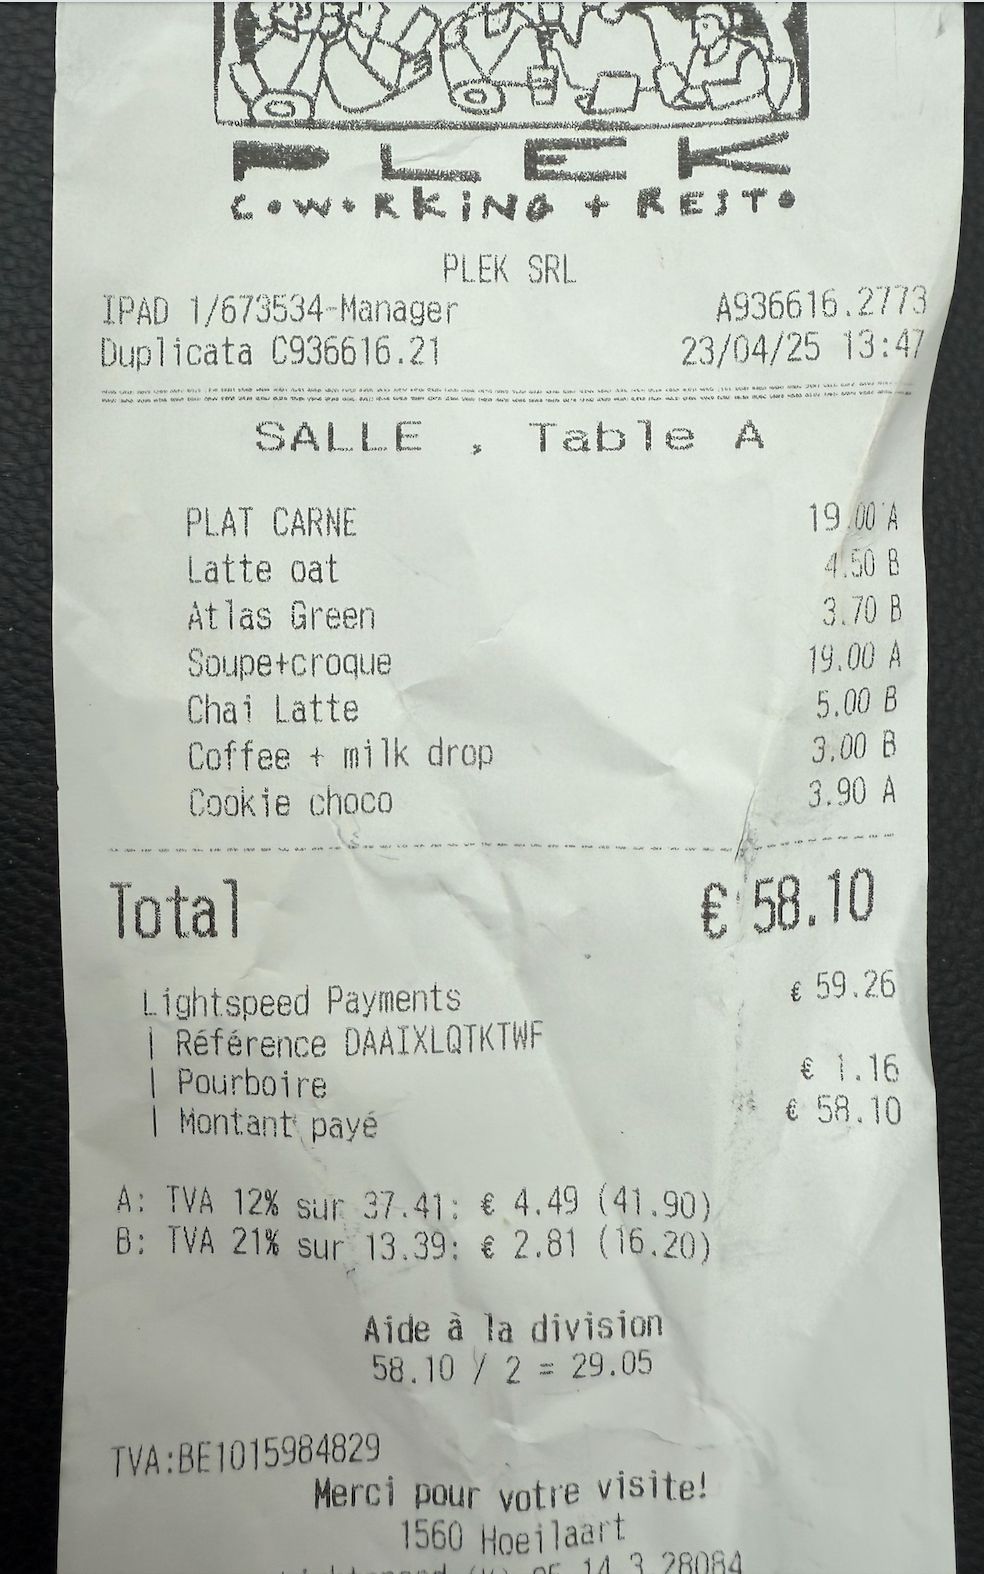 PLEK
COWORKING + RESTO
PLEK SRL
IPAD 1/673534-Manager A936616.2773
Duplicata C936616.21 23/04/25 13:47
SALLE , Table A
PLAT CARNE 19.00 A
Latte oat 4.50 B
Atlas Green 3.70 B
Soupe+croque 19.00 A
Chai Latte 5.00 B
Coffee + milk drop 3.00 B
Cookie choco 3.90 A
Total € 58.10
Lightspeed Payments € 59.26
| Référence DAAIXLQTKTWF
| Pourboire € 1.16
| Montant payé € 58.10
A: TVA 12% sur 37.41: € 4.49 (41.90)
B: TVA 21% sur 13.39: € 2.81 (16.20)
Aide à la division
58.10 / 2 = 29.05
TVA:BE1015984829
Merci pour votre visite!
1560 Hoeilaart
14.3.28084